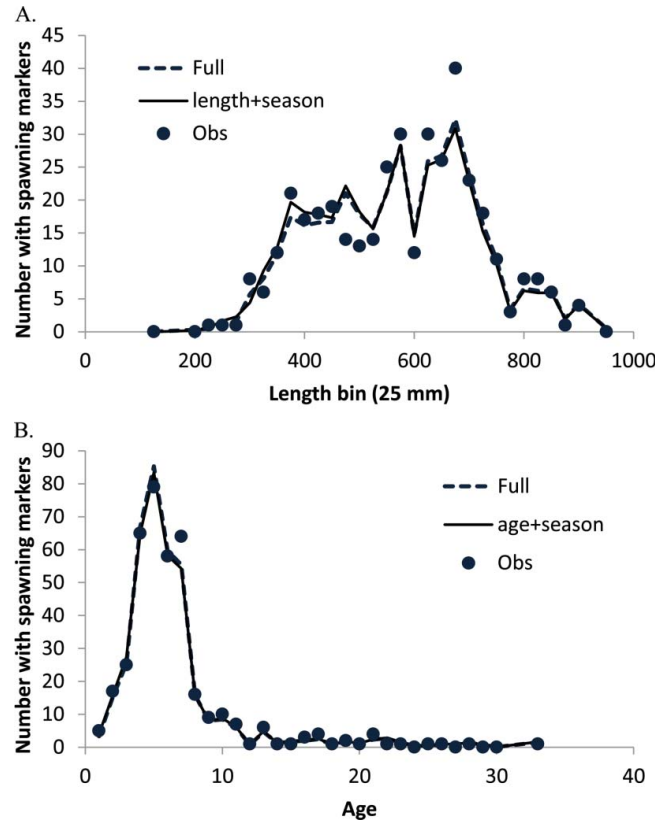 A.
Number with spawning markers
45
40
35
30
25
20
15
10
5
0
Full
length+season
Obs
0 200 400 600 800 1000
Length bin (25 mm)
B.
Number with spawning markers
90
80
70
60
50
40
30
20
10
0
Full
age+season
Obs
0 10 20 30 40
Age